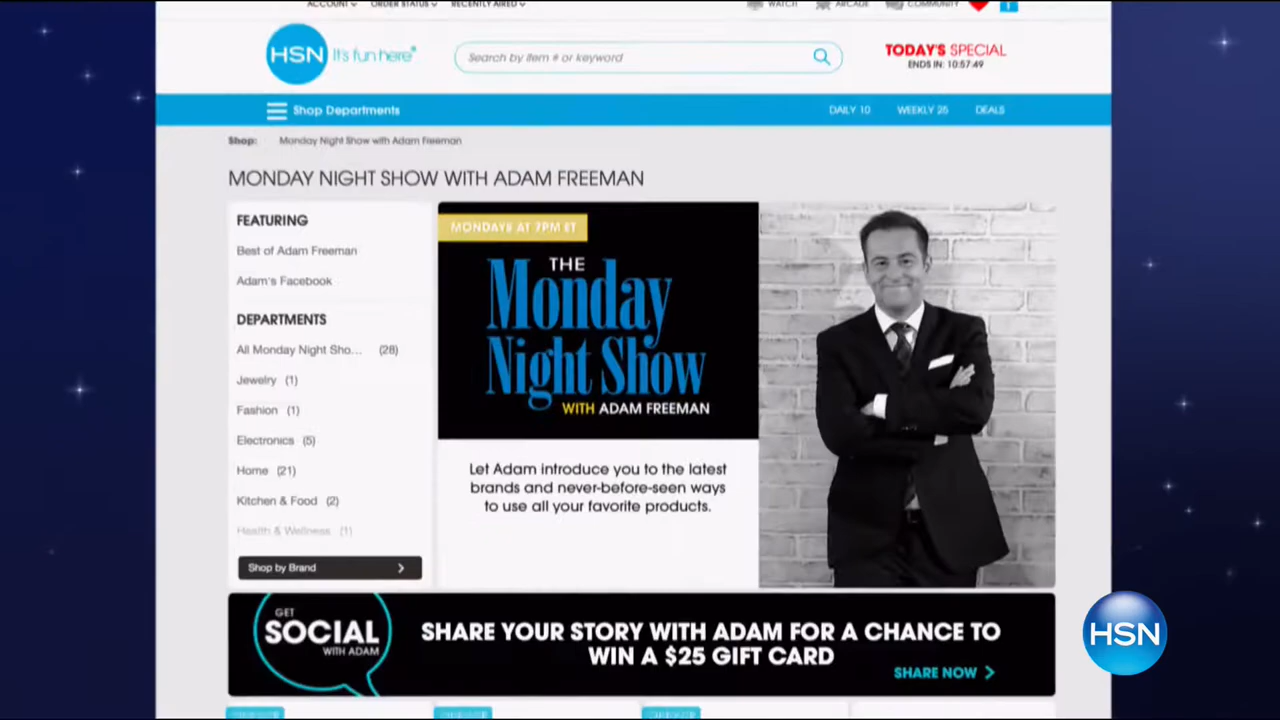 ACCOUNT
ORDER STATUS
RECENTLY AIRED
WATCH
ARCADE
COMMUNITY
HSN It's fun here®
Search by item # or keyword
TODAY'S SPECIAL
ENDS IN: 10:57:49
Shop Departments
DAILY 10
WEEKLY 25
DEALS
Shop: Monday Night Show with Adam Freeman
MONDAY NIGHT SHOW WITH ADAM FREEMAN
FEATURING
Best of Adam Freeman
Adam's Facebook
DEPARTMENTS
All Monday Night Sho... (28)
Jewelry (1)
Fashion (1)
Electronics (5)
Home (21)
Kitchen & Food (2)
Health & Wellness (1)
Shop by Brand
MONDAYS AT 7PM ET
THE
Monday
Night Show
WITH ADAM FREEMAN
Let Adam introduce you to the latest
brands and never-before-seen ways
to use all your favorite products.
GET
SOCIAL
WITH ADAM
SHARE YOUR STORY WITH ADAM FOR A CHANCE TO
WIN A $25 GIFT CARD
SHARE NOW
HSN